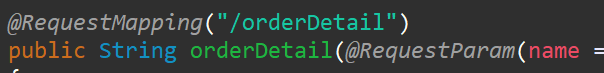 @RequestMapping("/orderDetail")
public String orderDetail(@RequestParam(name =